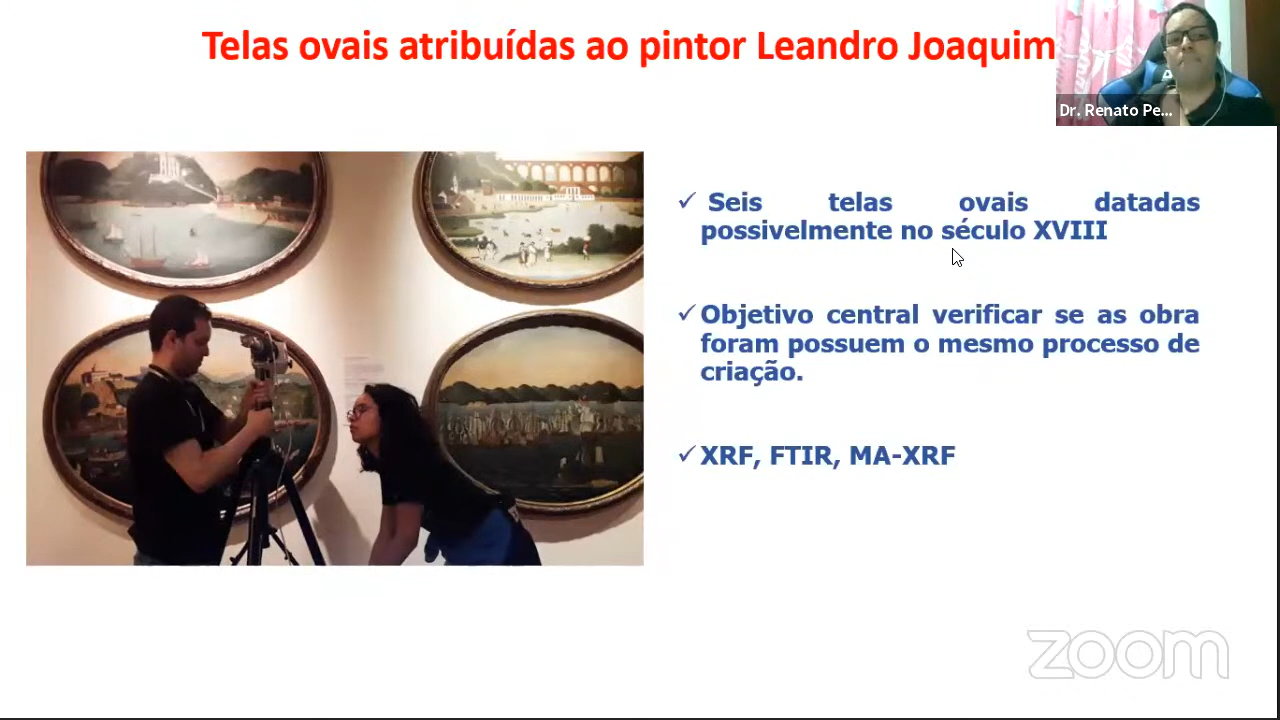 Telas ovais atribuídas ao pintor Leandro Joaquim
Dr. Renato Pe...
✓ Seis telas ovais datadas
possivelmente no século XVIII
✓ Objetivo central verificar se as obra
foram possuem o mesmo processo de
criação.
✓ XRF, FTIR, MA-XRF
zoom